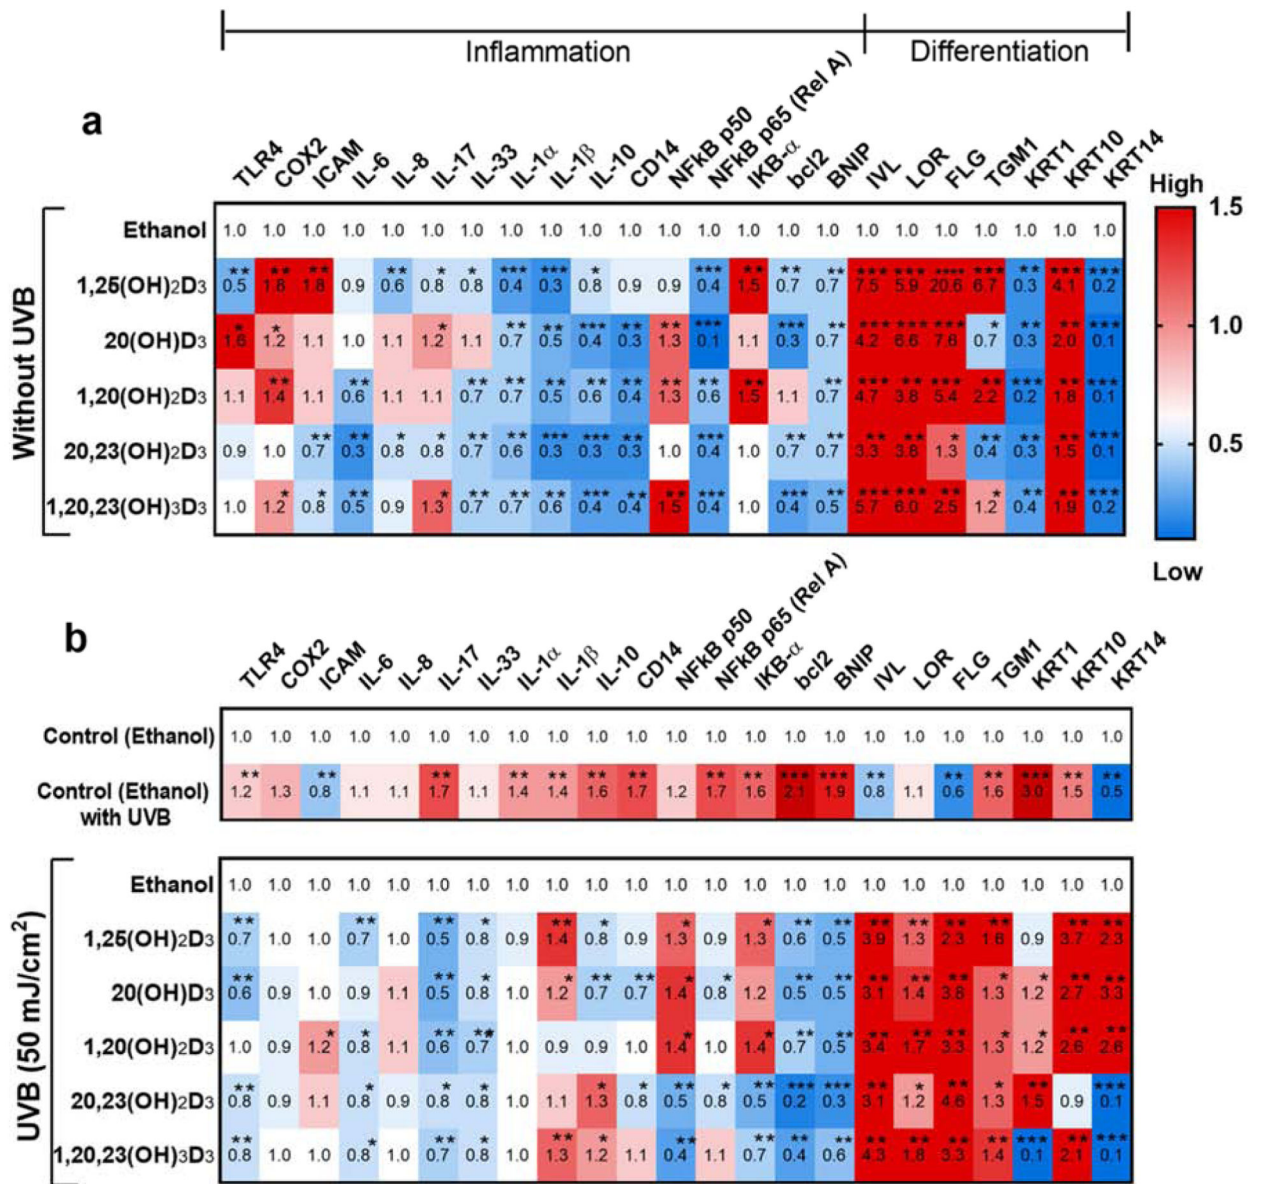 Inflammation Differentiation
a
TLR4 COX2 ICAM IL-6 IL-8 IL-17 IL-33 IL-1α IL-1β IL-10 CD14 NFkB p50 NFkB p65 (Rel A) IKB-α bcl2 BNIP IVL LOR FLG TGM1 KRT1 KRT10 KRT14
High
1.5
1.0
0.5
Low
Without UVB
Ethanol 1.0 1.0 1.0 1.0 1.0 1.0 1.0 1.0 1.0 1.0 1.0 1.0 1.0 1.0 1.0 1.0 1.0 1.0 1.0 1.0 1.0 1.0 1.0
** ** ** ** * * *** *** * *** ** ** ** *** *** **** *** ** *** ***
1,25(OH)2D3 0.5 1.8 1.8 0.9 0.6 0.8 0.8 0.4 0.3 0.8 0.9 0.9 0.4 1.5 0.7 0.7 7.5 5.9 20.6 6.7 0.3 4.1 0.2
* * * ** ** *** ** ** *** *** ** *** *** *** * ** ** ***
20(OH)D3 1.6 1.2 1.1 1.0 1.1 1.2 1.1 0.7 0.5 0.4 0.3 1.3 0.1 1.1 0.3 0.7 4.2 6.6 7.6 0.7 0.3 2.0 0.1
** ** ** ** ** ** ** ** ** ** ** *** ** *** ** *** ** ***
1,20(OH)2D3 1.1 1.4 1.1 0.6 1.1 1.1 0.7 0.7 0.5 0.6 0.4 1.3 0.6 1.5 1.1 0.7 4.7 3.8 5.4 2.2 0.2 1.8 0.1
** ** * * ** ** *** *** ** *** ** ** ** ** * ** ** ** ***
20,23(OH)2D3 0.9 1.0 0.7 0.3 0.8 0.8 0.7 0.6 0.3 0.3 0.3 1.0 0.4 1.0 0.7 0.7 3.3 3.8 1.3 0.4 0.3 1.5 0.1
* * ** * ** ** ** *** ** ** *** *** ** *** *** ** * ** ** ***
1,20,23(OH)3D3 1.0 1.2 0.8 0.5 0.9 1.3 0.7 0.7 0.6 0.4 0.4 1.5 0.4 1.0 0.4 0.5 5.7 6.0 2.5 1.2 0.4 1.9 0.2
b
TLR4 COX2 ICAM IL-6 IL-8 IL-17 IL-33 IL-1α IL-1β IL-10 CD14 NFkB p50 NFkB p65 (Rel A) IKB-α bcl2 BNIP IVL LOR FLG TGM1 KRT1 KRT10 KRT14
Control (Ethanol) 1.0 1.0 1.0 1.0 1.0 1.0 1.0 1.0 1.0 1.0 1.0 1.0 1.0 1.0 1.0 1.0 1.0 1.0 1.0 1.0 1.0 1.0 1.0
** ** ** ** ** ** ** ** ** *** *** ** ** ** *** ** **
Control (Ethanol) 1.2 1.3 0.8 1.1 1.1 1.7 1.1 1.4 1.4 1.6 1.7 1.2 1.7 1.6 2.1 1.9 0.8 1.1 0.6 1.6 3.0 1.5 0.5
with UVB
UVB (50 mJ/cm²)
Ethanol 1.0 1.0 1.0 1.0 1.0 1.0 1.0 1.0 1.0 1.0 1.0 1.0 1.0 1.0 1.0 1.0 1.0 1.0 1.0 1.0 1.0 1.0 1.0
** ** ** * ** * * * ** ** ** * ** ** ** **
1,25(OH)2D3 0.7 1.0 1.0 0.7 1.0 0.5 0.8 0.9 1.4 0.8 0.9 1.3 0.9 1.3 0.6 0.5 3.9 1.3 2.3 1.6 0.9 3.7 2.3
** ** * * ** ** * * ** ** ** ** ** * * ** **
20(OH)D3 0.6 0.9 1.0 0.9 1.1 0.5 0.8 1.0 1.2 0.7 0.7 1.4 0.8 1.2 0.5 0.5 3.1 1.4 3.8 1.3 1.2 2.7 3.3
* * ** ** * * ** ** ** ** ** * * ** **
1,20(OH)2D3 1.0 0.9 1.2 0.8 1.1 0.6 0.7 1.0 0.9 0.9 1.0 1.4 1.0 1.4 0.7 0.5 3.4 1.7 3.3 1.3 1.2 2.6 2.6
** * * * * * ** * ** *** *** ** * ** * ** ***
20,23(OH)2D3 0.8 0.9 1.1 0.8 0.9 0.8 0.8 1.0 1.1 1.3 0.8 0.5 0.8 0.5 0.2 0.3 3.1 1.2 4.6 1.3 1.5 0.9 0.1
** * ** * ** * ** ** ** ** ** ** ** ** *** ** ***
1,20,23(OH)3D3 0.8 1.0 1.0 0.8 1.0 0.7 0.8 1.0 1.3 1.2 1.1 0.4 1.1 0.7 0.4 0.6 4.3 1.8 3.3 1.4 0.1 2.1 0.1